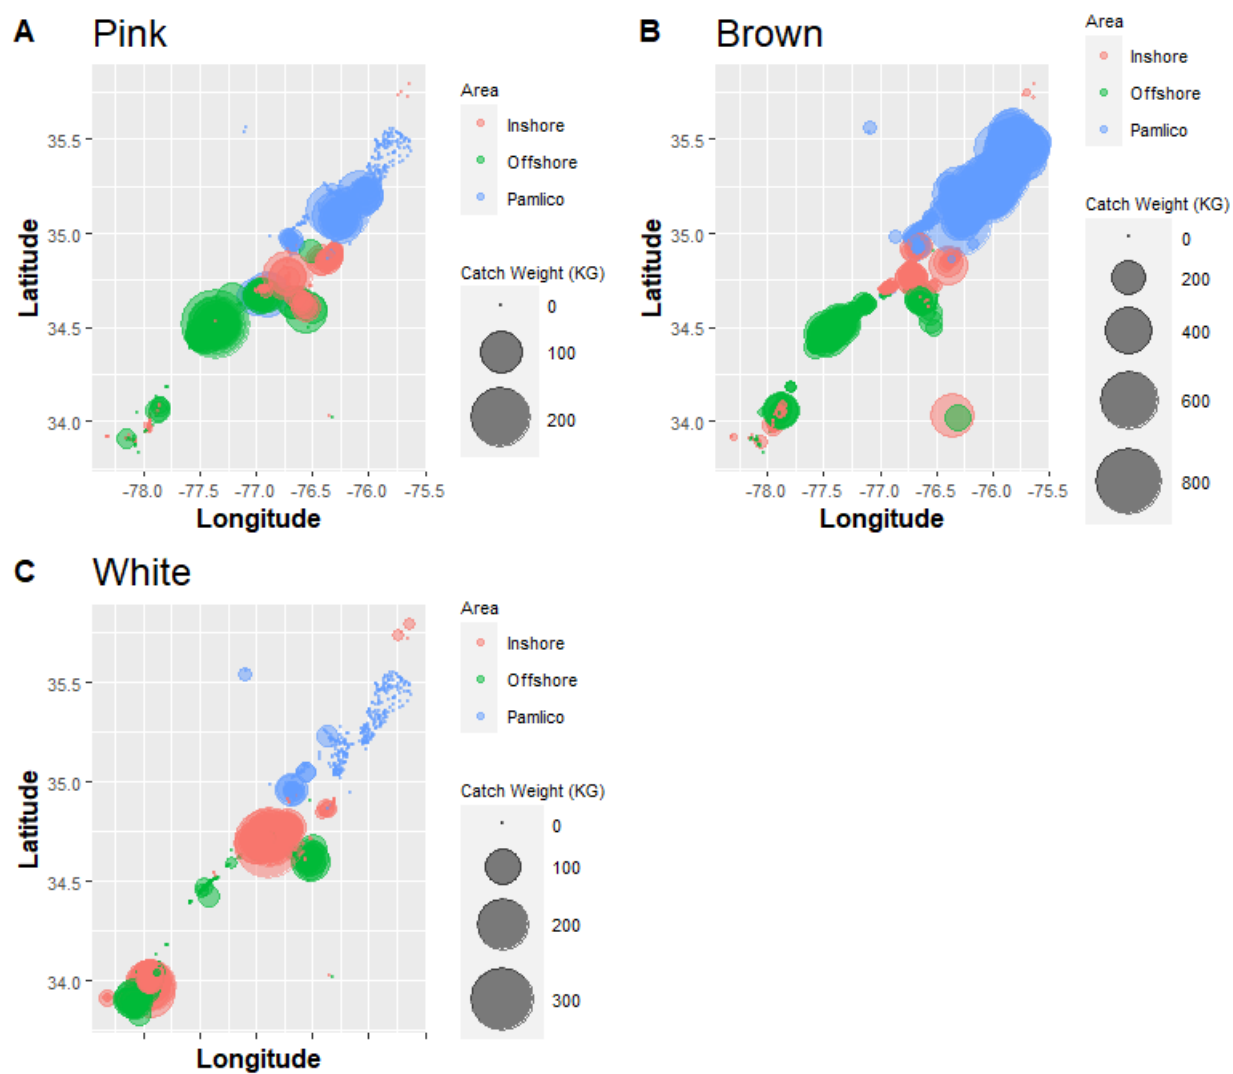 A Pink
35.5
35.0
34.5
34.0
Latitude
-78.0 -77.5 -77.0 -76.5 -76.0 -75.5
Longitude
Area
Inshore
Offshore
Pamlico
Catch Weight (KG)
0
100
200
B Brown
35.5
35.0
34.5
34.0
Latitude
-78.0 -77.5 -77.0 -76.5 -76.0 -75.5
Longitude
Area
Inshore
Offshore
Pamlico
Catch Weight (KG)
0
200
400
600
800
C White
35.5
35.0
34.5
34.0
Latitude
Longitude
Area
Inshore
Offshore
Pamlico
Catch Weight (KG)
0
100
200
300